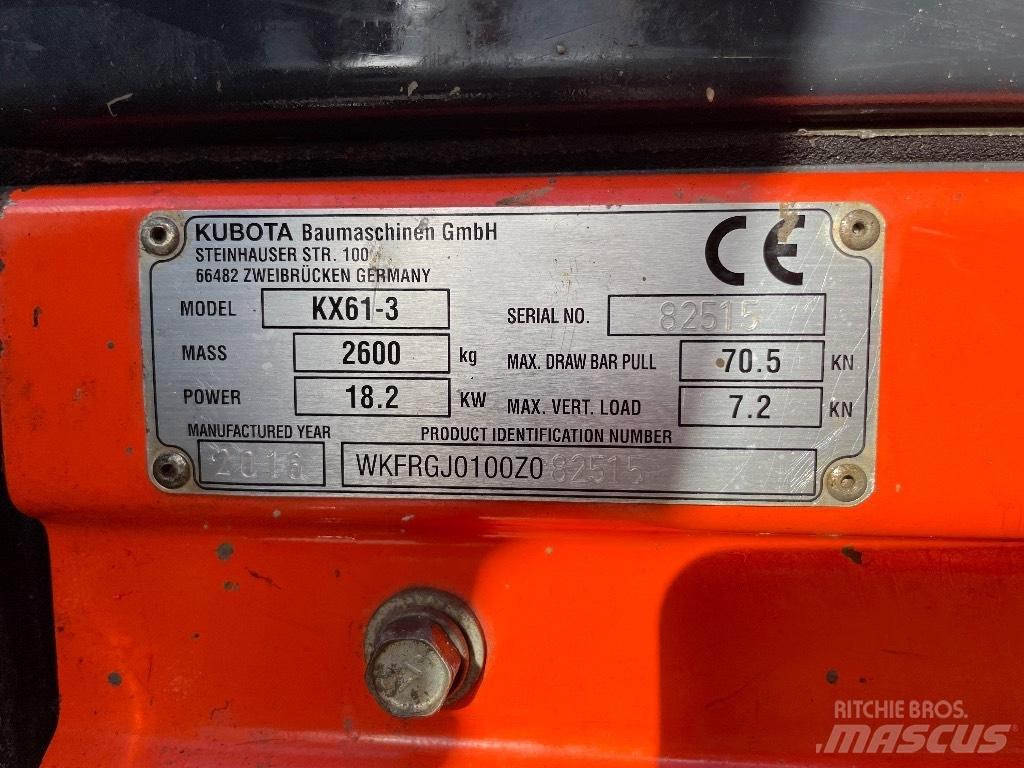 KUBOTA Baumaschinen GmbH
STEINHAUSER STR. 100
66482 ZWEIBRÜCKEN GERMANY
CE
MODEL KX61-3
SERIAL NO. 82515
MASS 2600 kg
MAX. DRAW BAR PULL 70.5 KN
POWER 18.2 KW
MAX. VERT. LOAD 7.2 KN
MANUFACTURED YEAR
PRODUCT IDENTIFICATION NUMBER
2016
WKFRGJ0100Z082515
RITCHIE BROS.
MASCUS